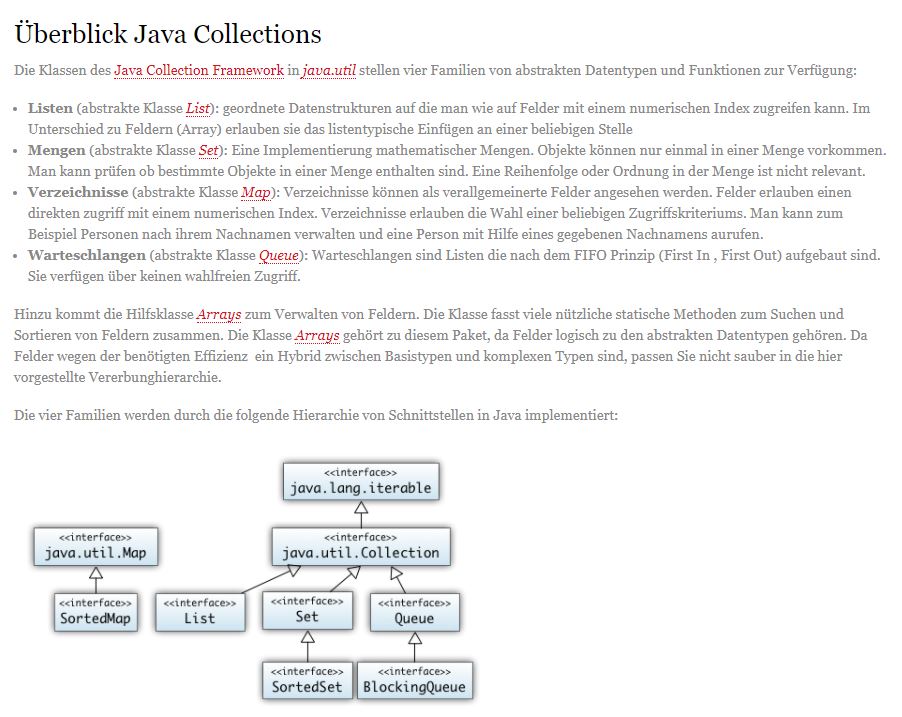 Überblick Java Collections
Die Klassen des Java Collection Framework in java.util stellen vier Familien von abstrakten Datentypen und Funktionen zur Verfügung:
• Listen (abstrakte Klasse List): geordnete Datenstrukturen auf die man wie auf Felder mit einem numerischen Index zugreifen kann. Im
Unterschied zu Feldern (Array) erlauben sie das listentypische Einfügen an einer beliebigen Stelle
• Mengen (abstrakte Klasse Set): Eine Implementierung mathematischer Mengen. Objekte können nur einmal in einer Menge vorkommen.
Man kann prüfen ob bestimmte Objekte in einer Menge enthalten sind. Eine Reihenfolge oder Ordnung in der Menge ist nicht relevant.
• Verzeichnisse (abstrakte Klasse Map): Verzeichnisse können als verallgemeinerte Felder angesehen werden. Felder erlauben einen
direkten zugriff mit einem numerischen Index. Verzeichnisse erlauben die Wahl einer beliebigen Zugriffskriteriums. Man kann zum
Beispiel Personen nach ihrem Nachnamen verwalten und eine Person mit Hilfe eines gegebenen Nachnamens aurufen.
• Warteschlangen (abstrakte Klasse Queue): Warteschlangen sind Listen die nach dem FIFO Prinzip (First In , First Out) aufgebaut sind.
Sie verfügen über keinen wahlfreien Zugriff.
Hinzu kommt die Hilfsklasse Arrays zum Verwalten von Feldern. Die Klasse fasst viele nützliche statische Methoden zum Suchen und
Sortieren von Feldern zusammen. Die Klasse Arrays gehört zu diesem Paket, da Felder logisch zu den abstrakten Datentypen gehören. Da
Felder wegen der benötigten Effizienz  ein Hybrid zwischen Basistypen und komplexen Typen sind, passen Sie nicht sauber in die hier
vorgestellte Vererbunghierarchie.
Die vier Familien werden durch die folgende Hierarchie von Schnittstellen in Java implementiert:
<<interface>>
java.lang.iterable
<<interface>>
java.util.Map
<<interface>>
java.util.Collection
<<interface>>
SortedMap
<<interface>>
List
<<interface>>
Set
<<interface>>
Queue
<<interface>>
SortedSet
<<interface>>
BlockingQueue